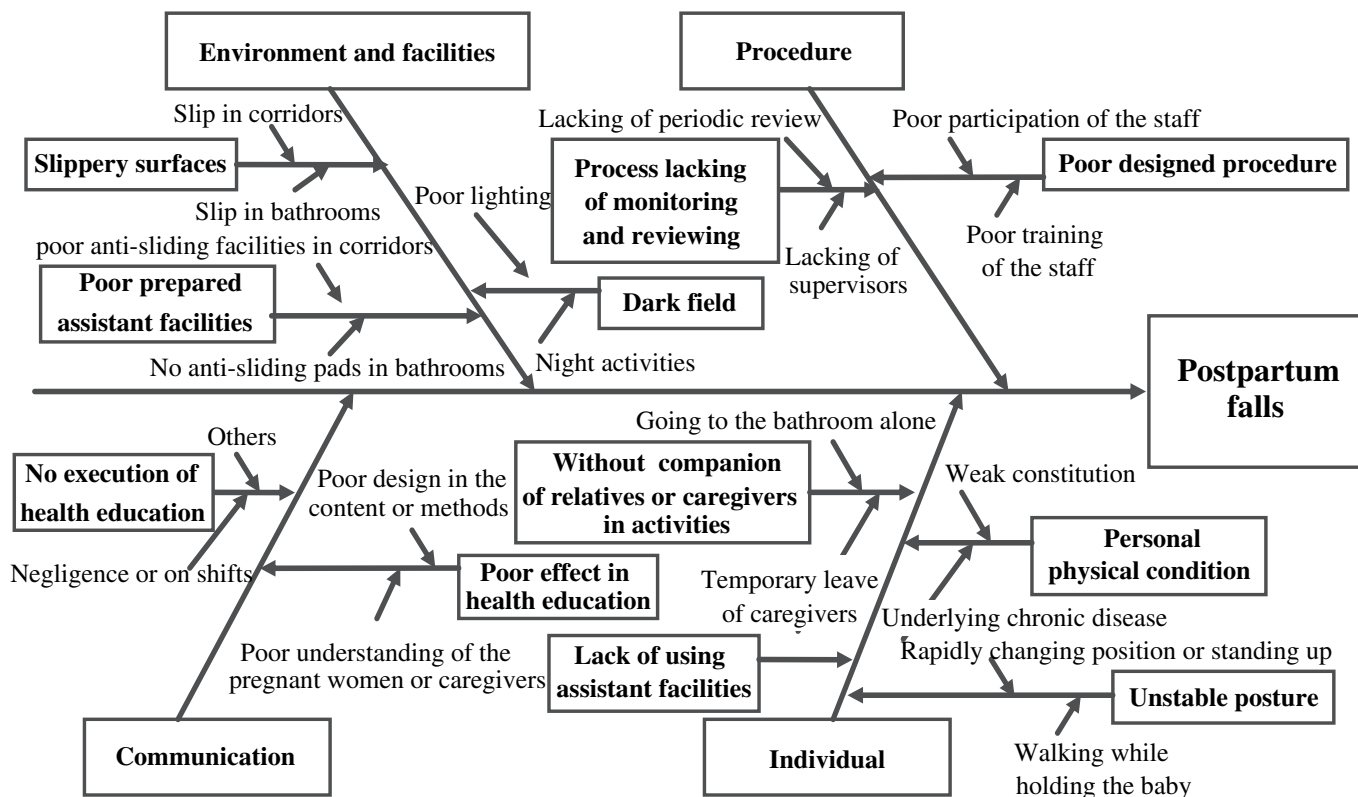 Environment and facilities
Procedure
Slip in corridors
Slippery surfaces
Slip in bathrooms
poor anti-sliding facilities in corridors
Poor prepared
assistant facilities
No anti-sliding pads in bathrooms
Poor lighting
Dark field
Night activities
Lacking of periodic review
Process lacking
of monitoring
and reviewing
Lacking of
supervisors
Poor participation of the staff
Poor designed procedure
Poor training
of the staff
Postpartum
falls
Others
No execution of
health education
Negligence or on shifts
Poor design in the
content or methods
Poor effect in
health education
Poor understanding of the
pregnant women or caregivers
Communication
Going to the bathroom alone
Without companion
of relatives or caregivers
in activities
Temporary leave
of caregivers
Lack of using
assistant facilities
Weak constitution
Personal
physical condition
Underlying chronic disease
Rapidly changing position or standing up
Unstable posture
Walking while
holding the baby
Individual